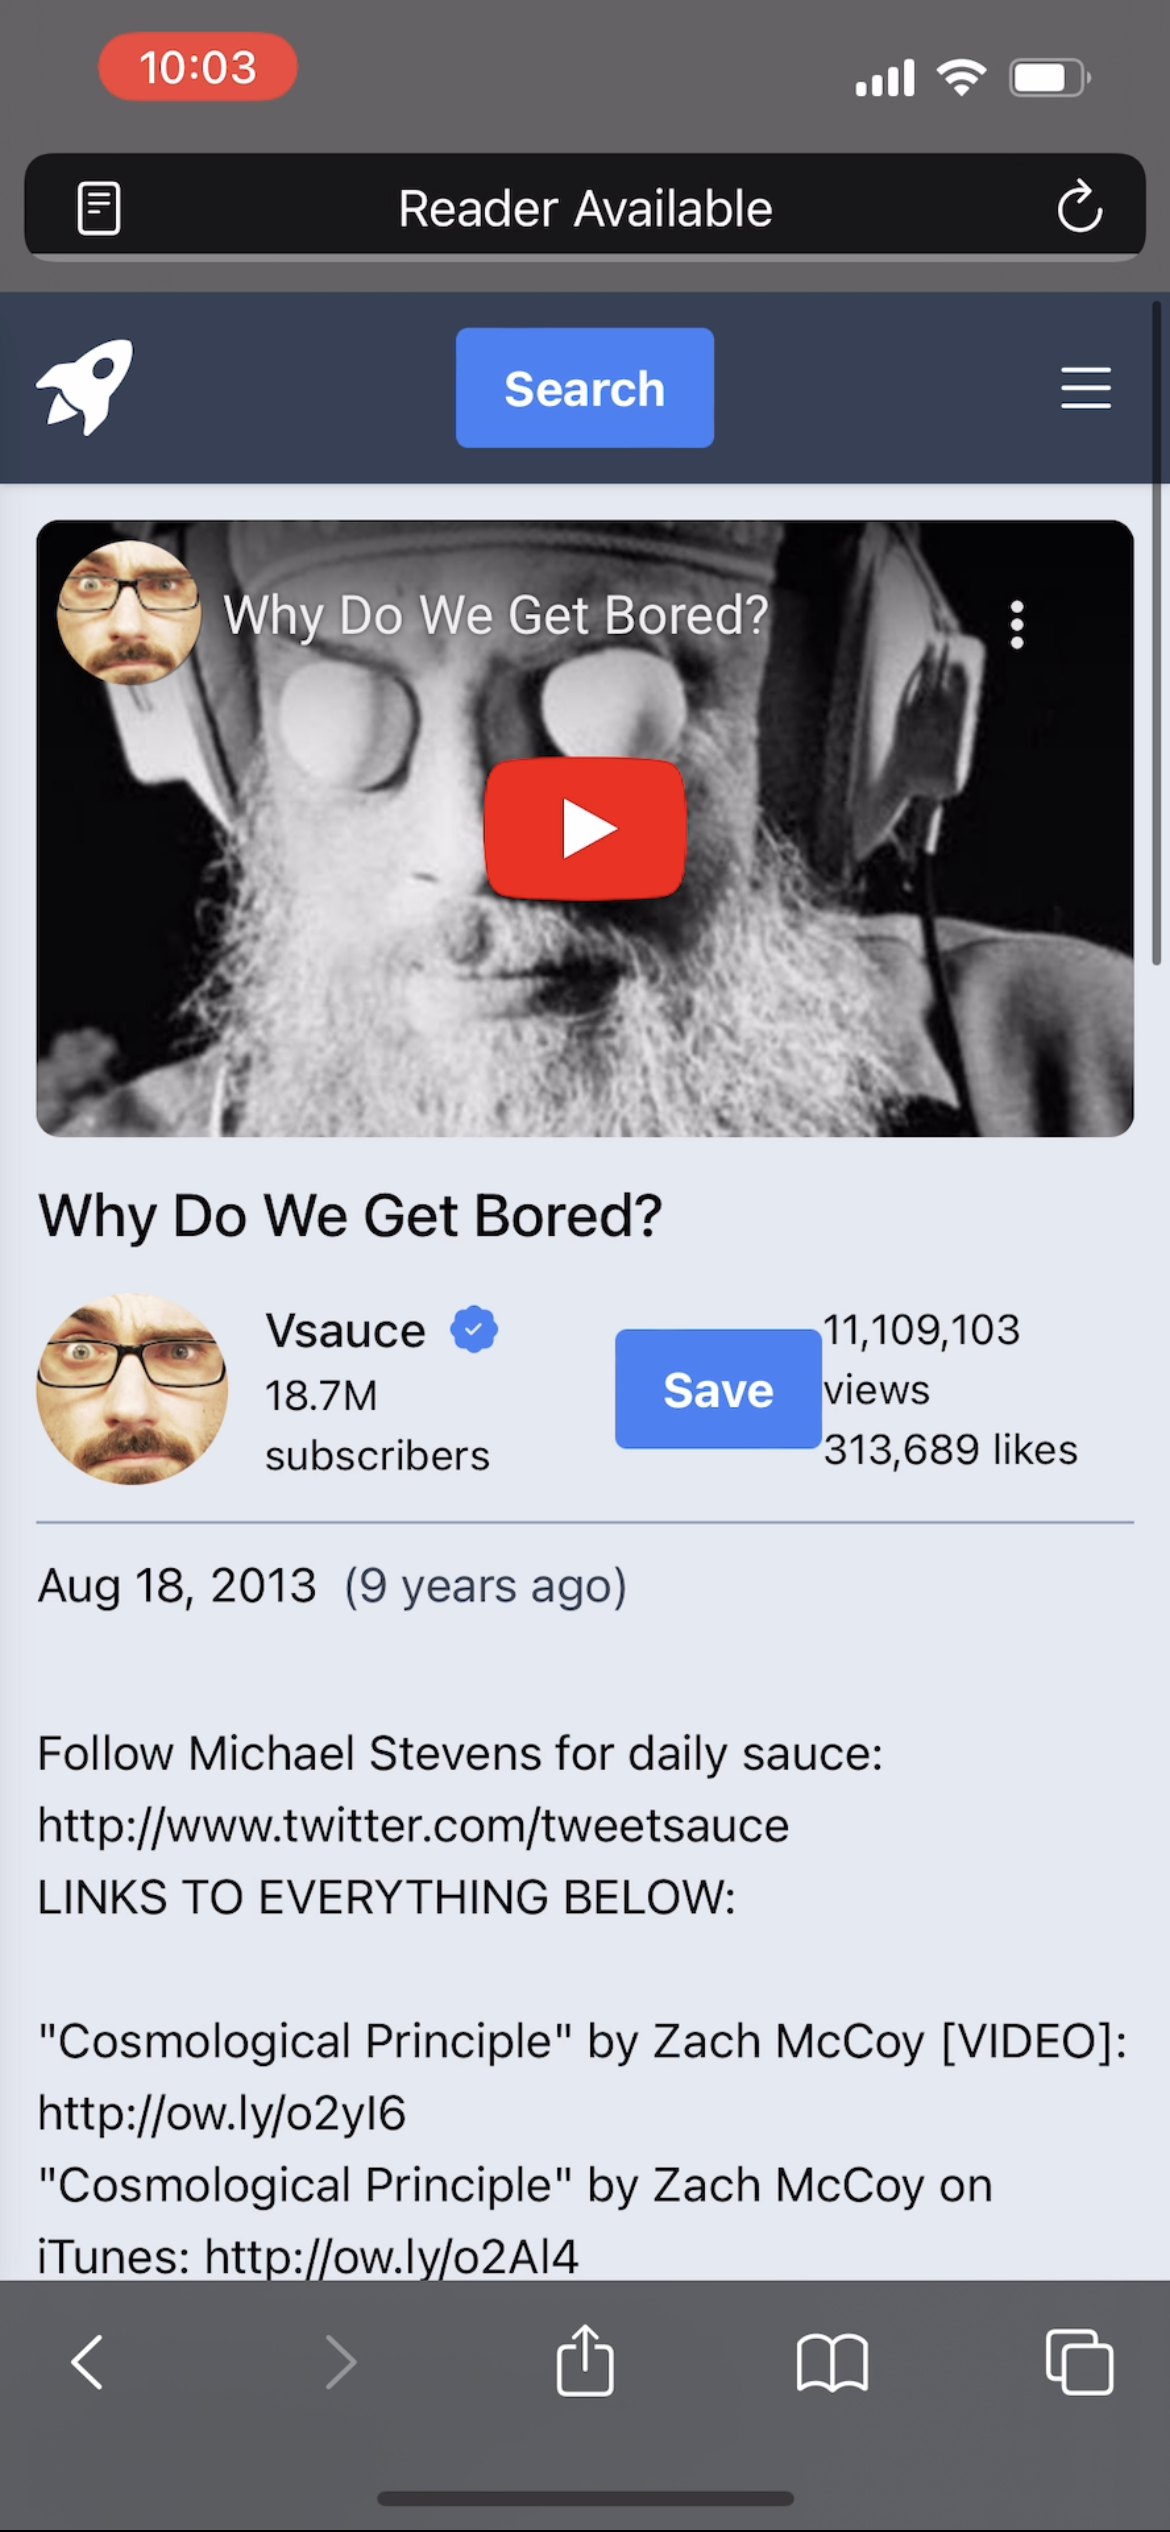 10:03
Reader Available
Search
Why Do We Get Bored?
Why Do We Get Bored?
Vsauce
18.7M
subscribers
Save
11,109,103
views
313,689 likes
Aug 18, 2013 (9 years ago)
Follow Michael Stevens for daily sauce:
http://www.twitter.com/tweetsauce
LINKS TO EVERYTHING BELOW:
"Cosmological Principle" by Zach McCoy [VIDEO]:
http://ow.ly/o2yI6
"Cosmological Principle" by Zach McCoy on
iTunes: http://ow.ly/o2Al4